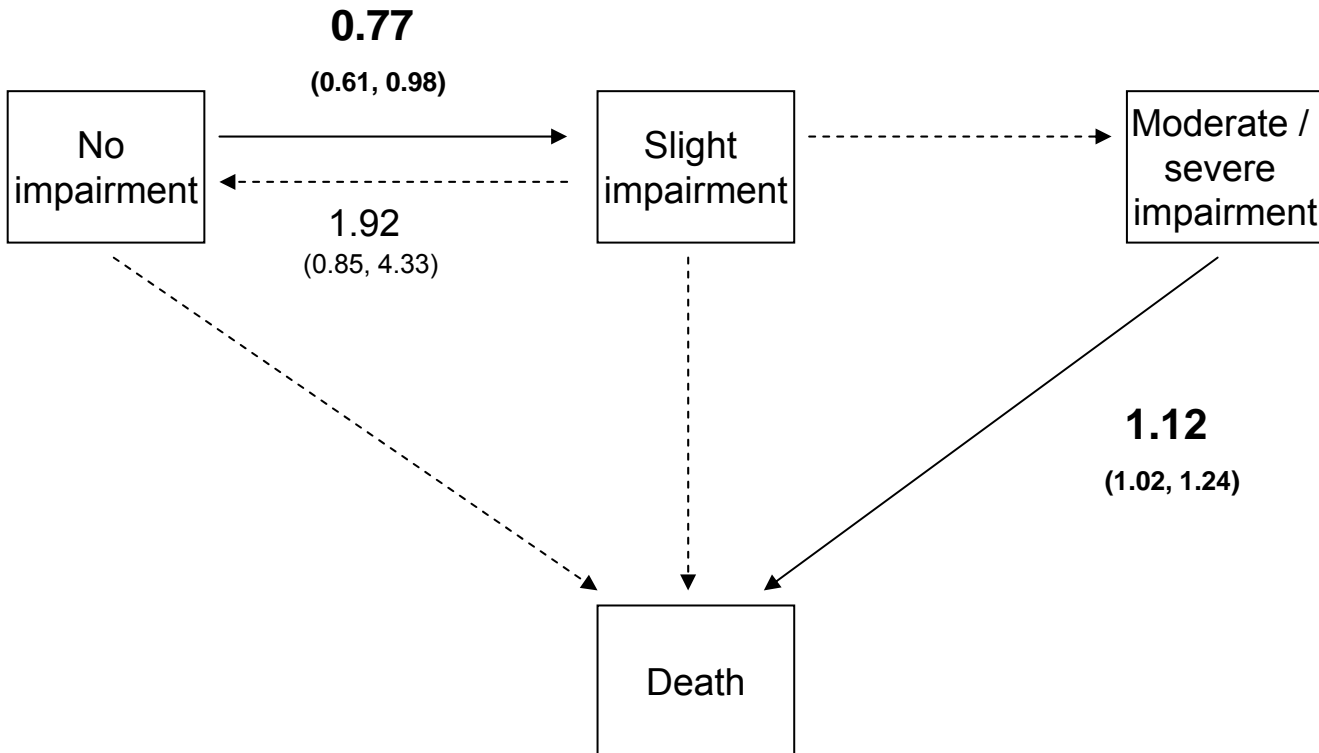 0.77
(0.61, 0.98)
No
impairment
Slight
impairment
Moderate /
severe
impairment
1.92
(0.85, 4.33)
1.12
(1.02, 1.24)
Death